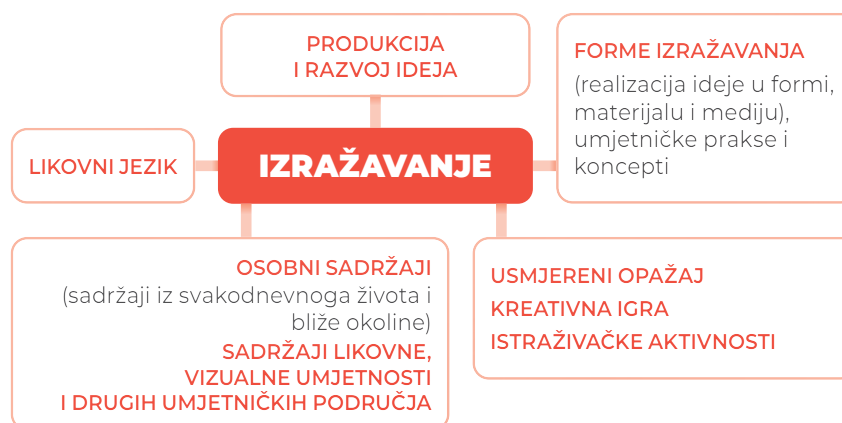 PRODUKCIJA
I RAZVOJ IDEJA
FORME IZRAŽAVANJA
(realizacija ideje u formi,
materijalu i mediju),
umjetničke prakse i
koncepti
LIKOVNI JEZIK
IZRAŽAVANJE
OSOBNI SADRŽAJI
(sadržaji iz svakodnevnoga života i
bliže okoline)
SADRŽAJI LIKOVNE,
VIZUALNE UMJETNOSTI
I DRUGIH UMJETNIČKIH PODRUČJA
USMJERENI OPAŽAJ
KREATIVNA IGRA
ISTRAŽIVAČKE AKTIVNOSTI